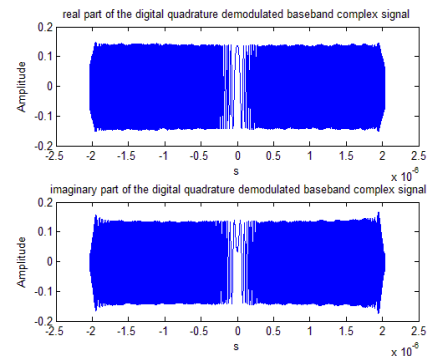 real part of the digital quadrature demodulated baseband complex signal
0.2
0.1
0
-0.1
-0.2
Amplitude
-2.5 -2 -1.5 -1 -0.5 0 0.5 1 1.5 2 2.5
s
x 10^-6
imaginary part of the digital quadrature demodulated baseband complex signal
0.2
0.1
0
-0.1
-0.2
Amplitude
-2.5 -2 -1.5 -1 -0.5 0 0.5 1 1.5 2 2.5
s
x 10^-6